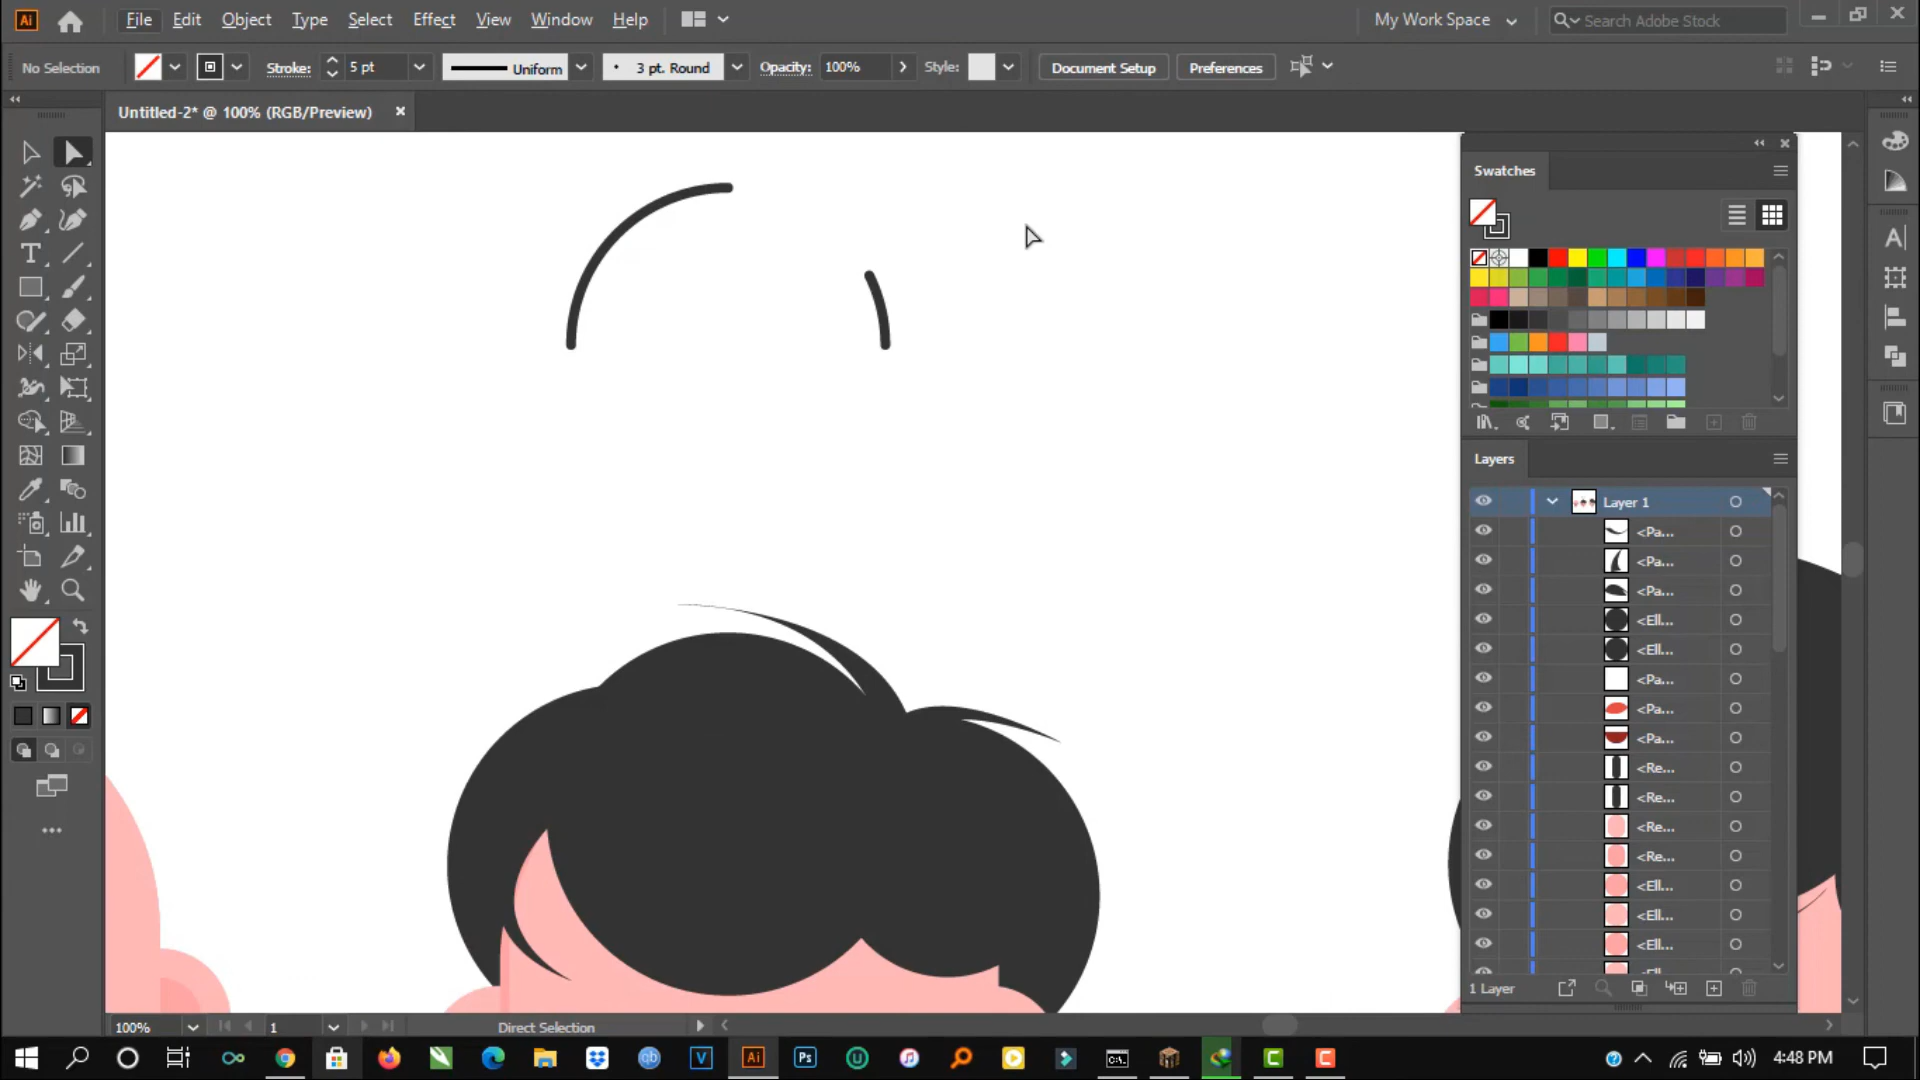 Ai File Edit Object Type Select Effect View Window Help My Work Space Search Adobe Stock
No Selection Stroke: 5 pt Uniform 3 pt. Round Opacity: 100% Style: Document Setup Preferences
Untitled-2* @ 100% (RGB/Preview)
Swatches
Layers
Layer 1
<Pa...
<Pa...
<Pa...
<Ell...
<Ell...
<Pa...
<Pa...
<Pa...
<Re...
<Re...
<Re...
<Re...
<Ell...
<Ell...
<Ell...
1 Layer
100% 1 Direct Selection
Ai Ps 4:48 PM